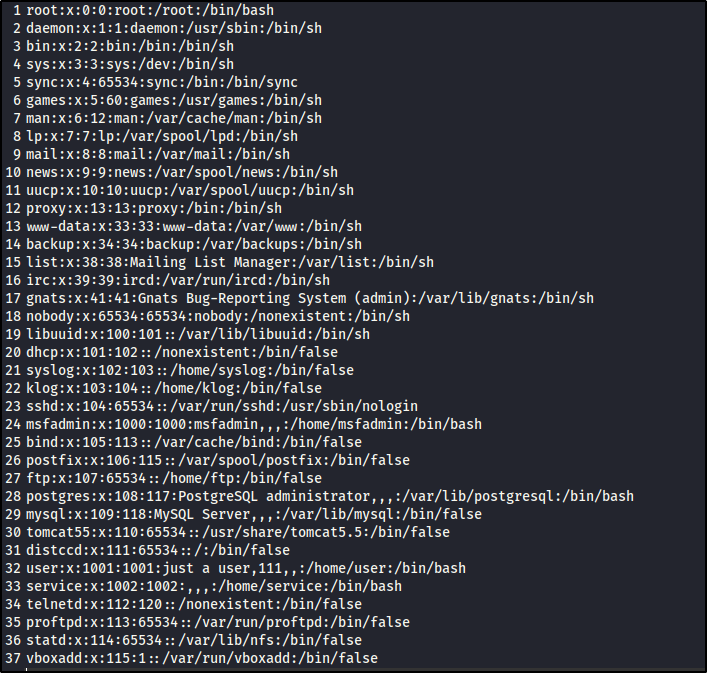 1 root:x:0:0:root:/root:/bin/bash
2 daemon:x:1:1:daemon:/usr/sbin:/bin/sh
3 bin:x:2:2:bin:/bin:/bin/sh
4 sys:x:3:3:sys:/dev:/bin/sh
5 sync:x:4:65534:sync:/bin:/bin/sync
6 games:x:5:60:games:/usr/games:/bin/sh
7 man:x:6:12:man:/var/cache/man:/bin/sh
8 lp:x:7:7:lp:/var/spool/lpd:/bin/sh
9 mail:x:8:8:mail:/var/mail:/bin/sh
10 news:x:9:9:news:/var/spool/news:/bin/sh
11 uucp:x:10:10:uucp:/var/spool/uucp:/bin/sh
12 proxy:x:13:13:proxy:/bin:/bin/sh
13 www-data:x:33:33:www-data:/var/www:/bin/sh
14 backup:x:34:34:backup:/var/backups:/bin/sh
15 list:x:38:38:Mailing List Manager:/var/list:/bin/sh
16 irc:x:39:39:ircd:/var/run/ircd:/bin/sh
17 gnats:x:41:41:Gnats Bug-Reporting System (admin):/var/lib/gnats:/bin/sh
18 nobody:x:65534:65534:nobody:/nonexistent:/bin/sh
19 libuuid:x:100:101::/var/lib/libuuid:/bin/sh
20 dhcp:x:101:102::/nonexistent:/bin/false
21 syslog:x:102:103::/home/syslog:/bin/false
22 klog:x:103:104::/home/klog:/bin/false
23 sshd:x:104:65534::/var/run/sshd:/usr/sbin/nologin
24 msfadmin:x:1000:1000:msfadmin,,,:/home/msfadmin:/bin/bash
25 bind:x:105:113::/var/cache/bind:/bin/false
26 postfix:x:106:115::/var/spool/postfix:/bin/false
27 ftp:x:107:65534::/home/ftp:/bin/false
28 postgres:x:108:117:PostgreSQL administrator,,,:/var/lib/postgresql:/bin/bash
29 mysql:x:109:118:MySQL Server,,,:/var/lib/mysql:/bin/false
30 tomcat55:x:110:65534::/usr/share/tomcat5.5:/bin/false
31 distccd:x:111:65534::/:/bin/false
32 user:x:1001:1001:just a user,111,,:/home/user:/bin/bash
33 service:x:1002:1002:,,,:/home/service:/bin/bash
34 telnetd:x:112:120::/nonexistent:/bin/false
35 proftpd:x:113:65534::/var/run/proftpd:/bin/false
36 statd:x:114:65534::/var/lib/nfs:/bin/false
37 vboxadd:x:115:1::/var/run/vboxadd:/bin/false